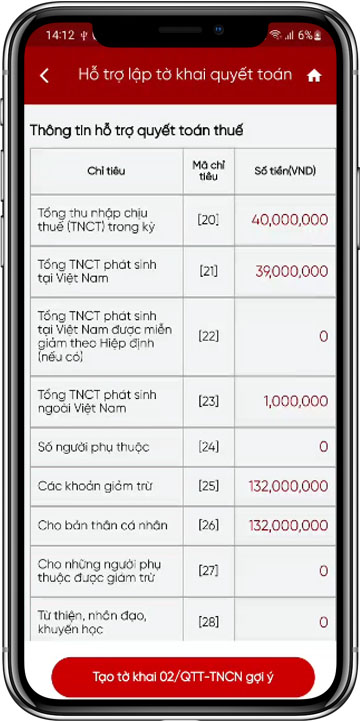 14:12
6%
Hỗ trợ lập tờ khai quyết toán
Thông tin hỗ trợ quyết toán thuế
Chỉ tiêu
Mã chỉ
tiêu
Số tiền(VND)
Tổng thu nhập chịu
thuế (TNCT) trong kỳ
[20]
40,000,000
Tổng TNCT phát sinh
tại Việt Nam
[21]
39,000,000
Tổng TNCT phát sinh
tại Việt Nam được miễn
giảm theo Hiệp định
(nếu có)
[22]
0
Tổng TNCT phát sinh
ngoài Việt Nam
[23]
1,000,000
Số người phụ thuộc
[24]
0
Các khoản giảm trừ
[25]
132,000,000
Cho bản thân cá nhân
[26]
132,000,000
Cho những người phụ
thuộc được giảm trừ
[27]
0
Từ thiện, nhân đạo,
khuyến học
[28]
0
Tạo tờ khai 02/QTT-TNCN gợi ý